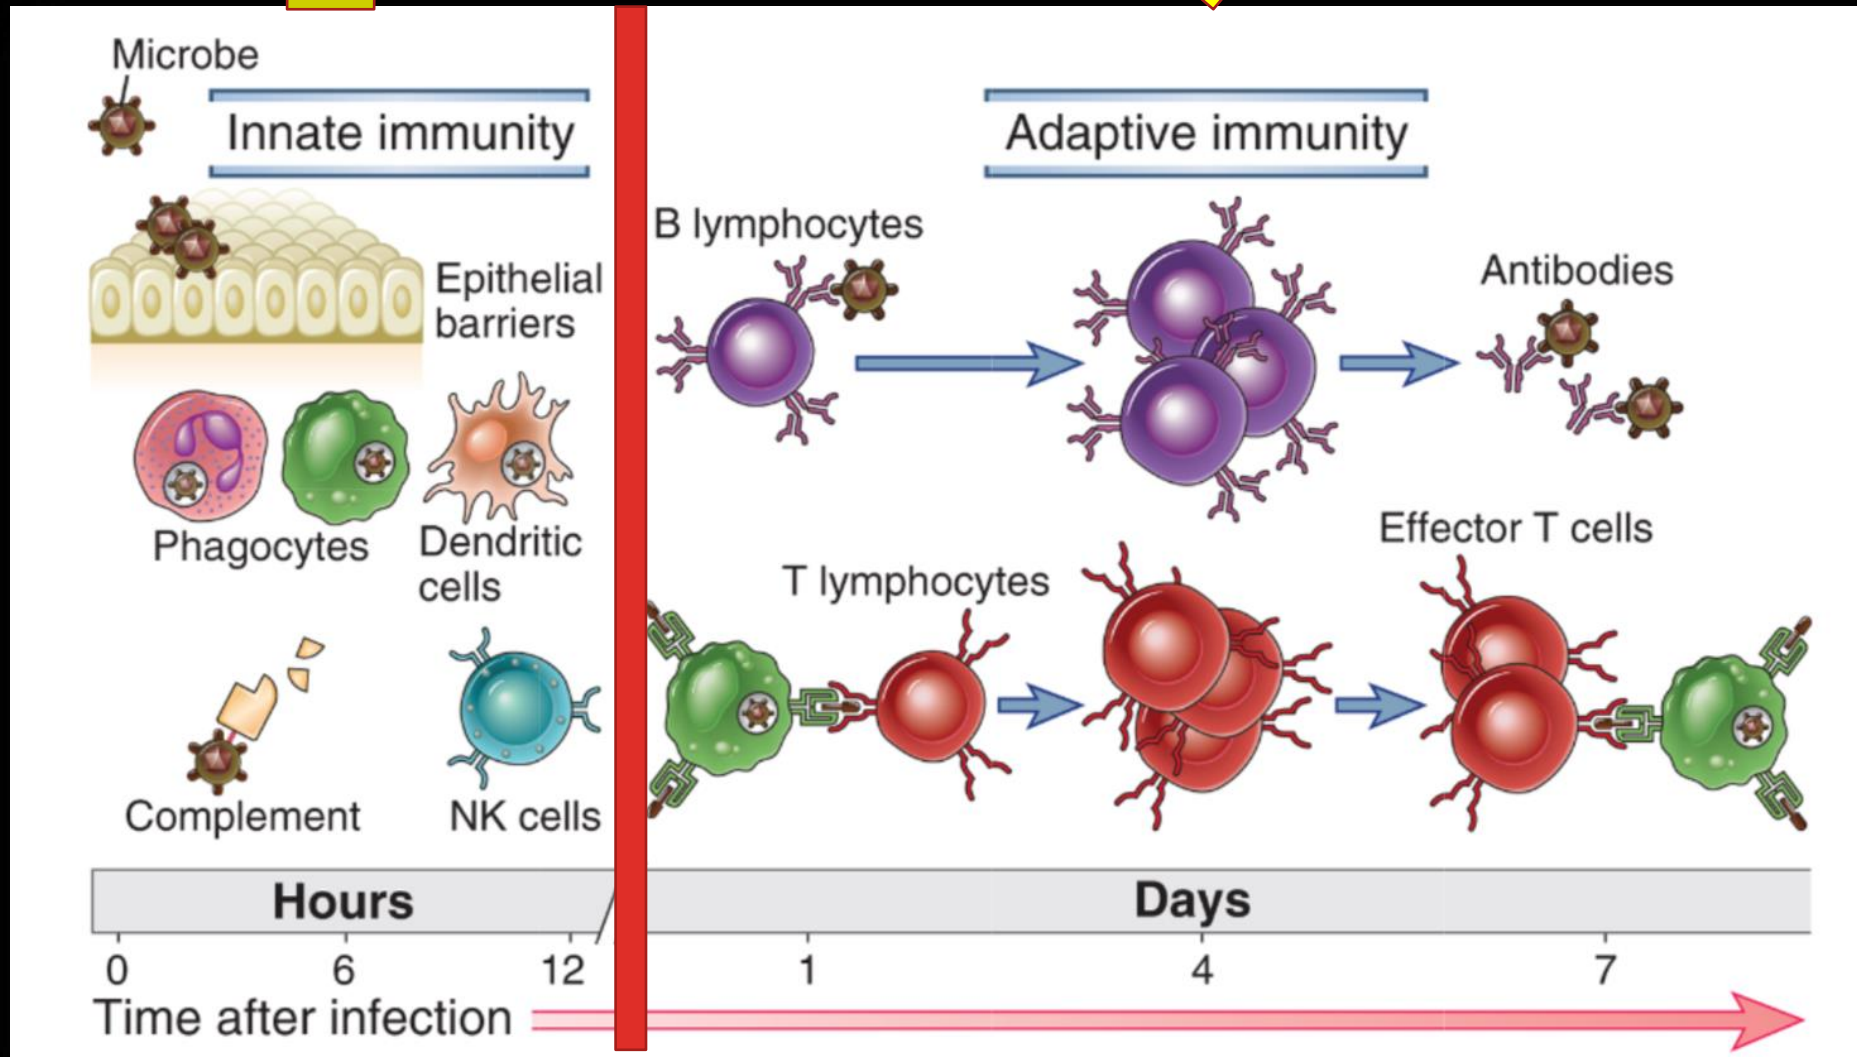 Microbe
Innate immunity
Epithelial
barriers
Phagocytes
Dendritic
cells
Complement
NK cells
Adaptive immunity
B lymphocytes
Antibodies
T lymphocytes
Effector T cells
Hours
Days
0
6
12
1
4
7
Time after infection